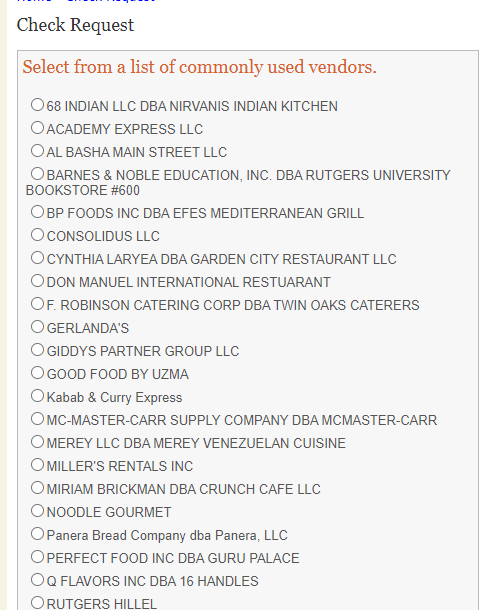 Check Request
Select from a list of commonly used vendors.
68 INDIAN LLC DBA NIRVANIS INDIAN KITCHEN
ACADEMY EXPRESS LLC
AL BASHA MAIN STREET LLC
BARNES & NOBLE EDUCATION, INC. DBA RUTGERS UNIVERSITY
BOOKSTORE #600
BP FOODS INC DBA EFES MEDITERRANEAN GRILL
CONSOLIDUS LLC
CYNTHIA LARYEA DBA GARDEN CITY RESTAURANT LLC
DON MANUEL INTERNATIONAL RESTUARANT
F. ROBINSON CATERING CORP DBA TWIN OAKS CATERERS
GERLANDA'S
GIDDYS PARTNER GROUP LLC
GOOD FOOD BY UZMA
Kabab & Curry Express
MC-MASTER-CARR SUPPLY COMPANY DBA MCMASTER-CARR
MEREY LLC DBA MEREY VENEZUELAN CUISINE
MILLER'S RENTALS INC
MIRIAM BRICKMAN DBA CRUNCH CAFE LLC
NOODLE GOURMET
Panera Bread Company dba Panera, LLC
PERFECT FOOD INC DBA GURU PALACE
Q FLAVORS INC DBA 16 HANDLES
RUTGERS HILLEL